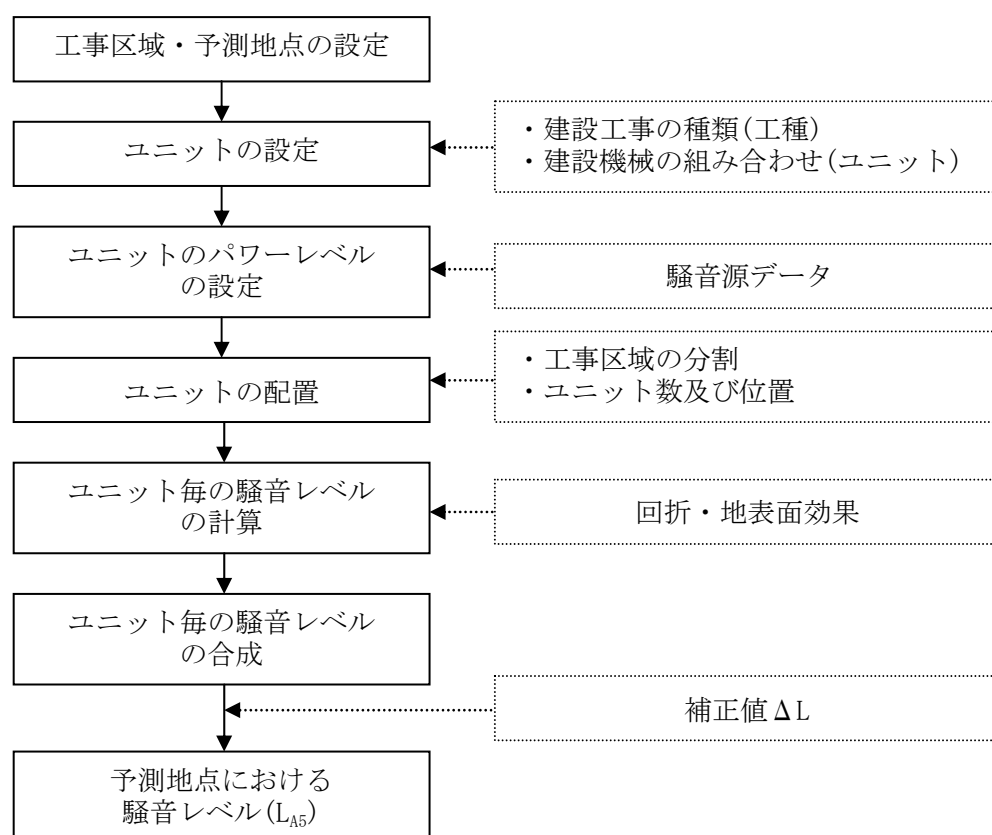 工事区域・予測地点の設定
ユニットの設定
・建設工事の種類(工種)
・建設機械の組み合わせ(ユニット)
ユニットのパワーレベル
の設定
騒音源データ
ユニットの配置
・工事区域の分割
・ユニット数及び位置
ユニット毎の騒音レベル
の計算
回折・地表面効果
ユニット毎の騒音レベル
の合成
補正値ΔL
予測地点における
騒音レベル(LA5)